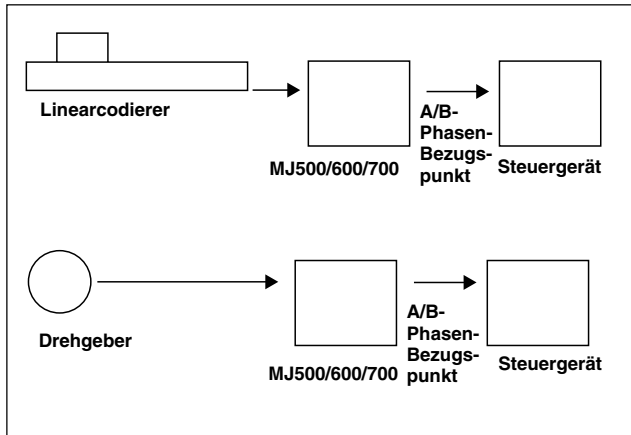 Linearcodierer
MJ500/600/700
A/B-
Phasen-
Bezugs-
punkt
Steuergerät
Drehgeber
MJ500/600/700
A/B-
Phasen-
Bezugs-
punkt
Steuergerät